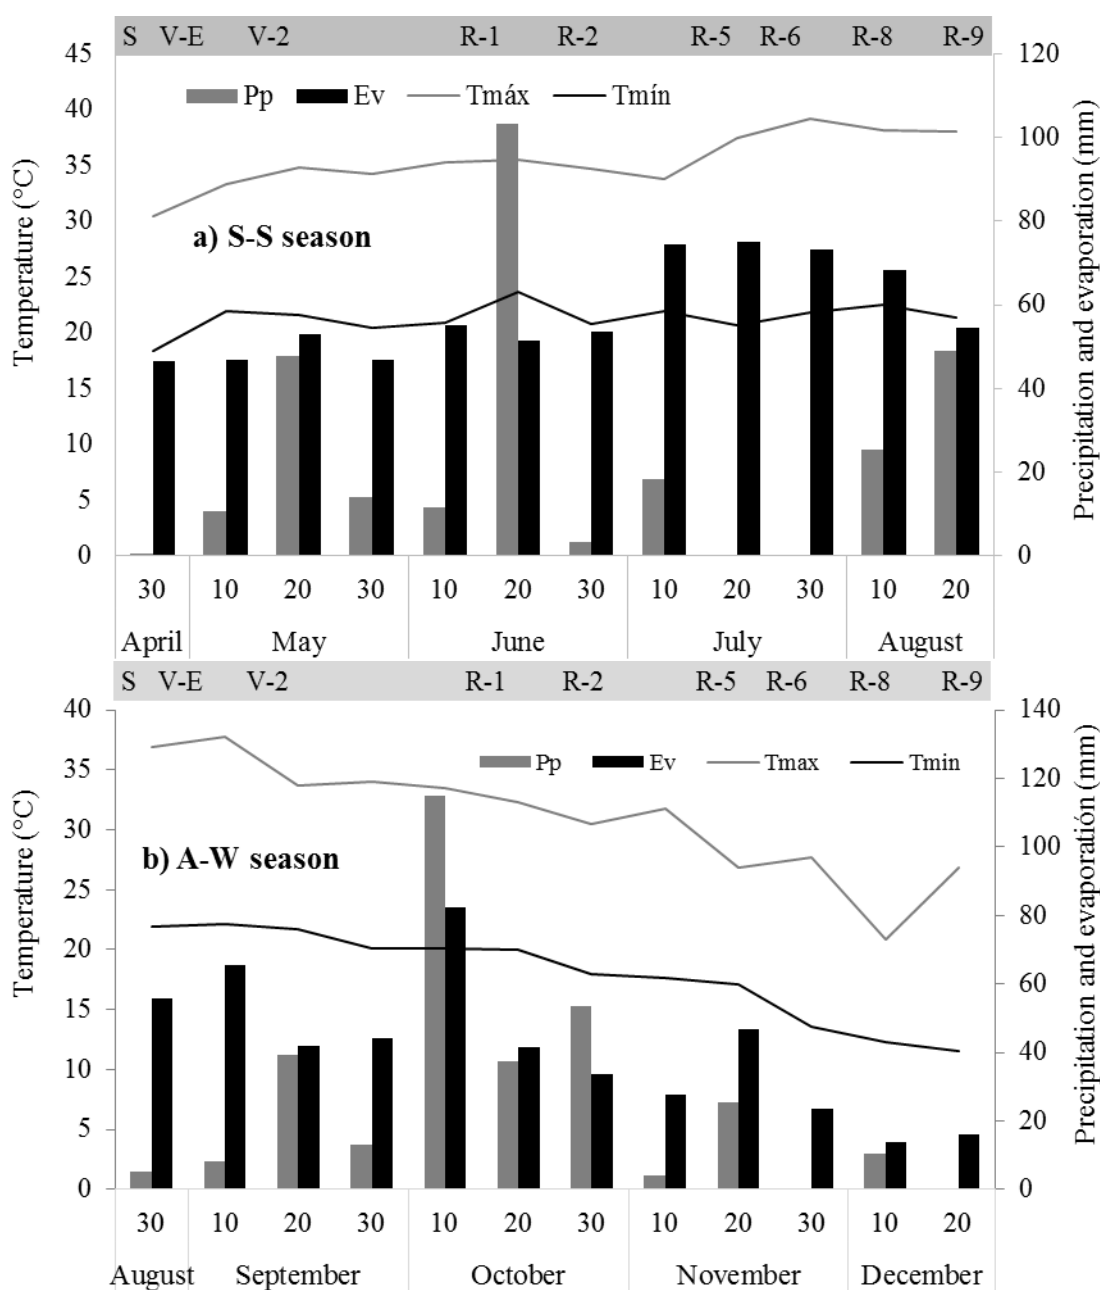 S V-E V-2 R-1 R-2 R-5 R-6 R-8 R-9
45 120
40 100
35 80
30 60
25 40
20 20
15 0
10
5
0
Pp Ev Tmáx Tmín
a) S-S season
Temperature (°C)
Precipitation and evaporation (mm)
30 10 20 30 10 20 30 10 20 30 10 20
April May June July August
S V-E V-2 R-1 R-2 R-5 R-6 R-8 R-9
40 140
35 120
30 100
25 80
20 60
15 40
10 20
5 0
0
Pp Ev Tmax Tmin
b) A-W season
Temperature (°C)
Precipitation and evaporatión (mm)
30 10 20 30 10 20 30 10 20 30 10 20
August September October November December